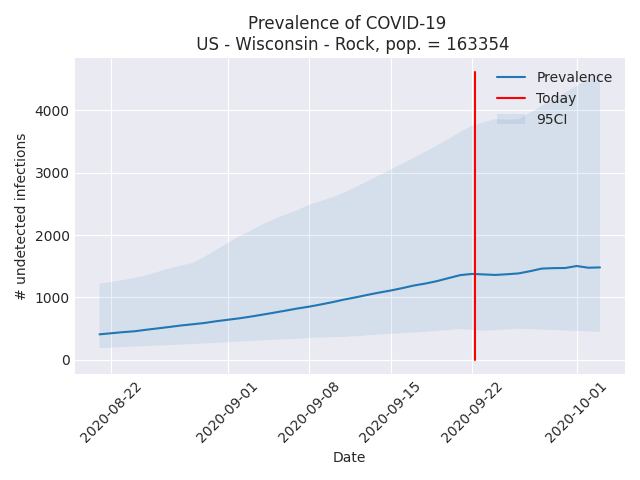 Prevalence of COVID-19
US - Wisconsin - Rock, pop. = 163354
Prevalence
Today
95CI
4000
3000
2000
1000
0
# undetected infections
2020-08-22
2020-09-01
2020-09-08
2020-09-15
2020-09-22
2020-10-01
Date